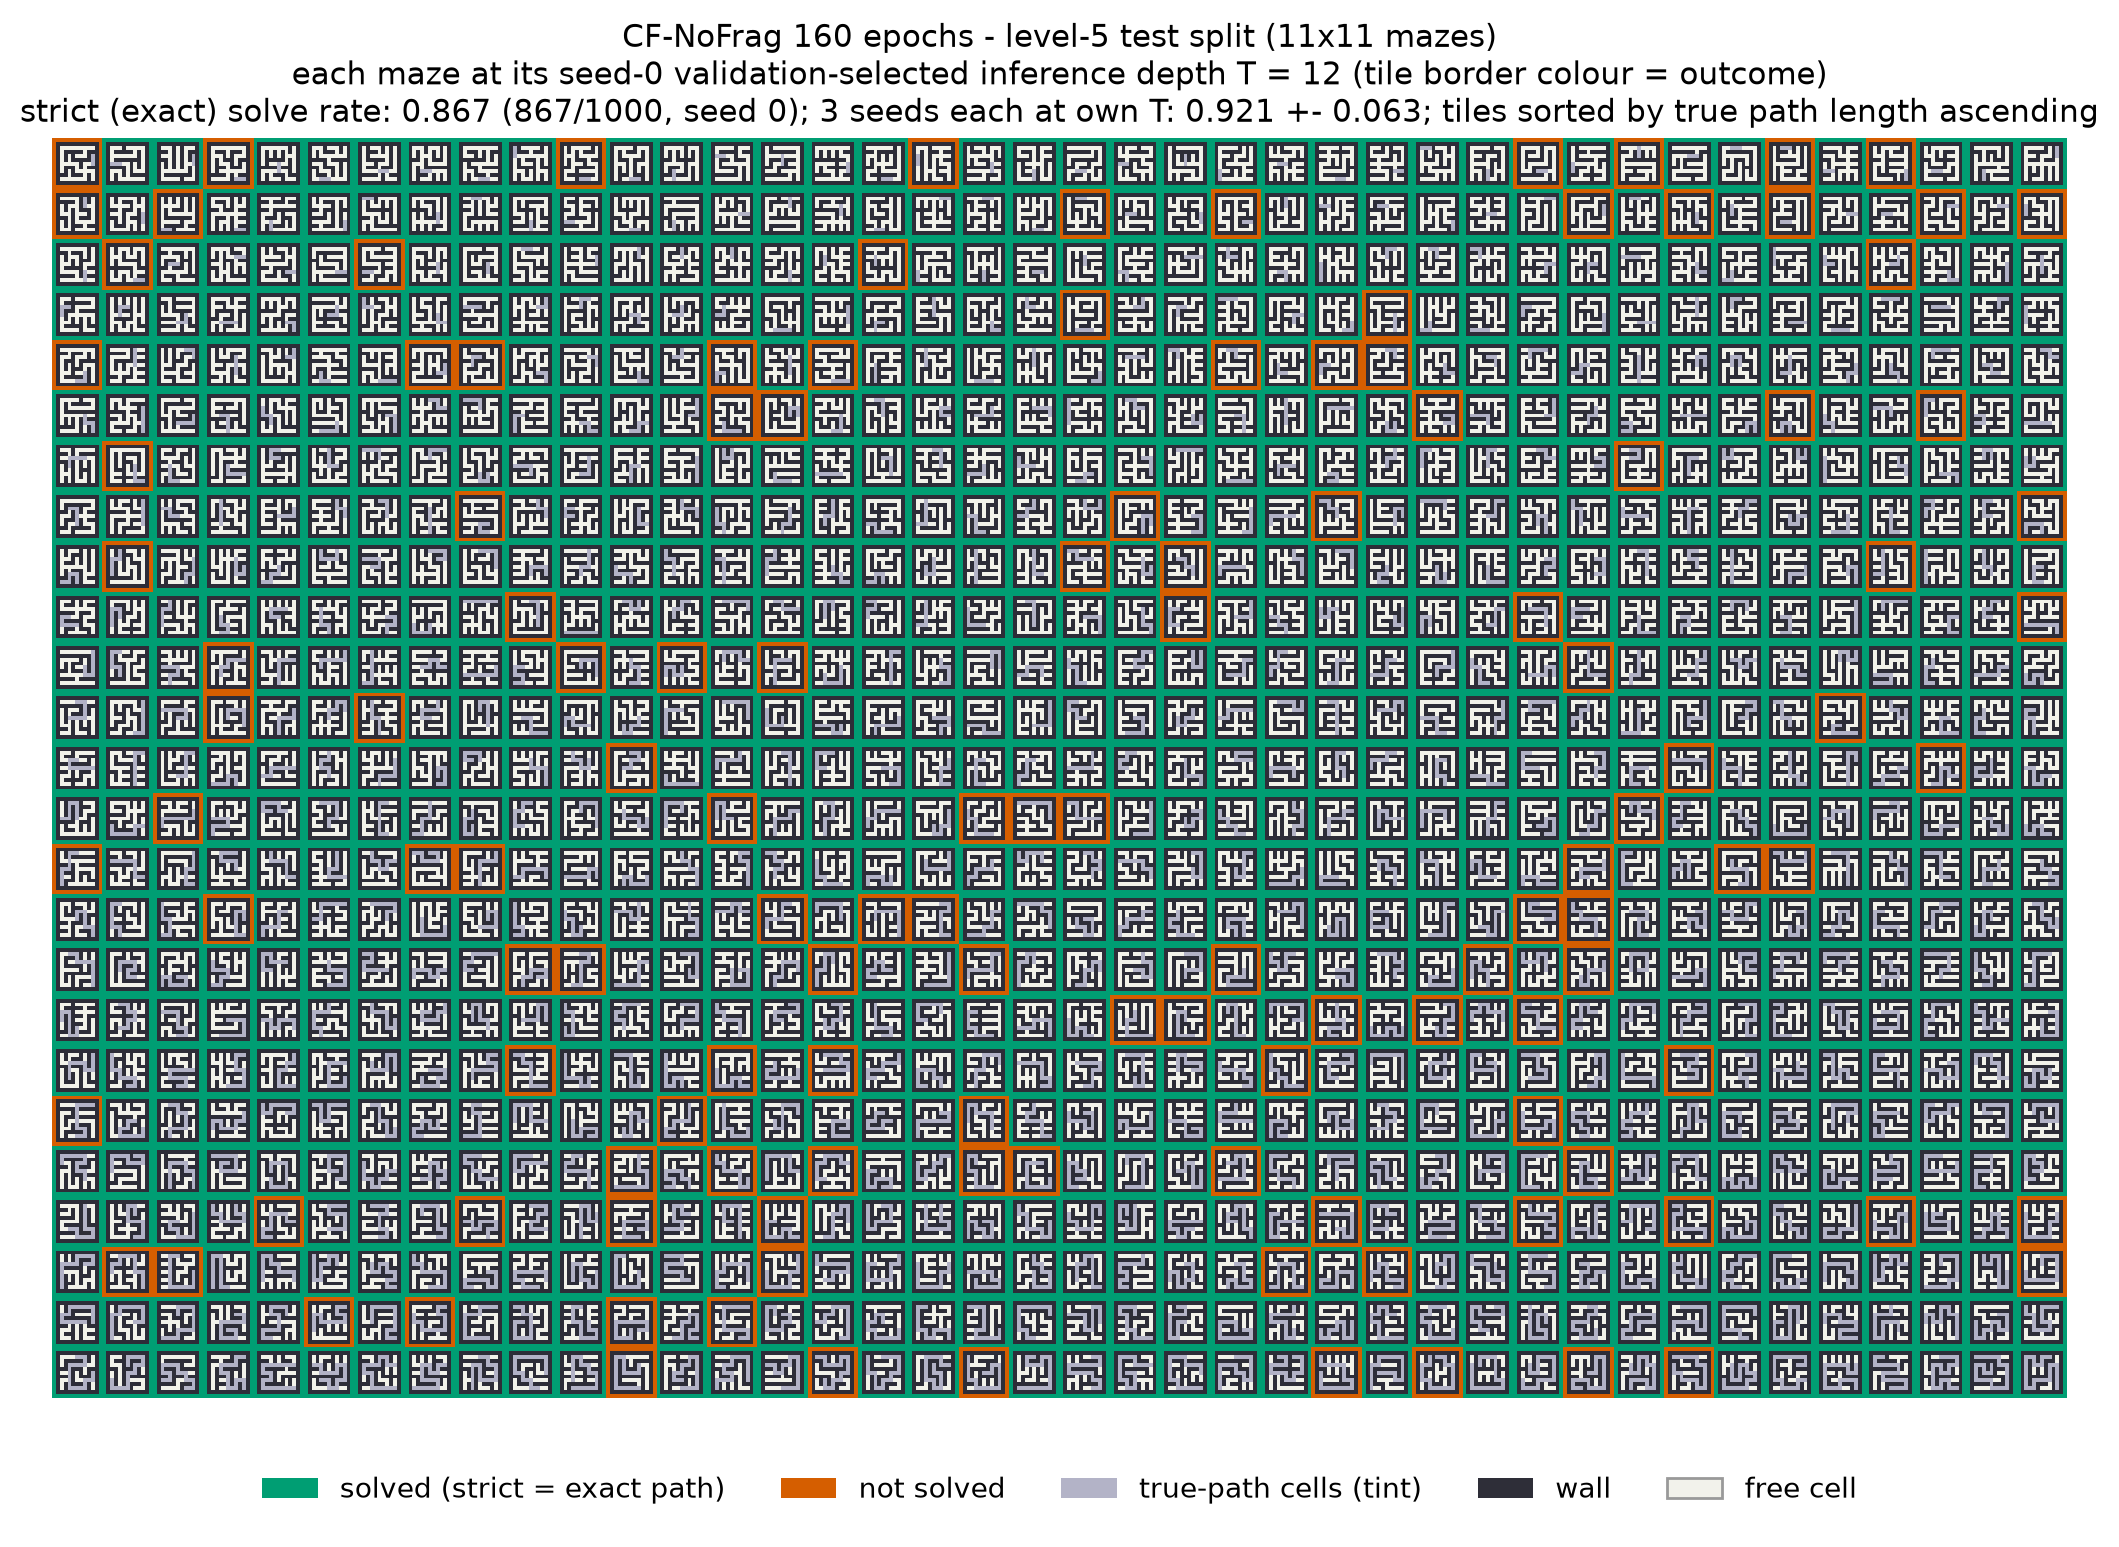 CF-NoFrag 160 epochs - level-5 test split (11x11 mazes)
each maze at its seed-0 validation-selected inference depth T = 12 (tile border colour = outcome)
strict (exact) solve rate: 0.867 (867/1000, seed 0); 3 seeds each at own T: 0.921 +- 0.063; tiles sorted by true path length ascending
solved (strict = exact path)
not solved
true-path cells (tint)
wall
free cell